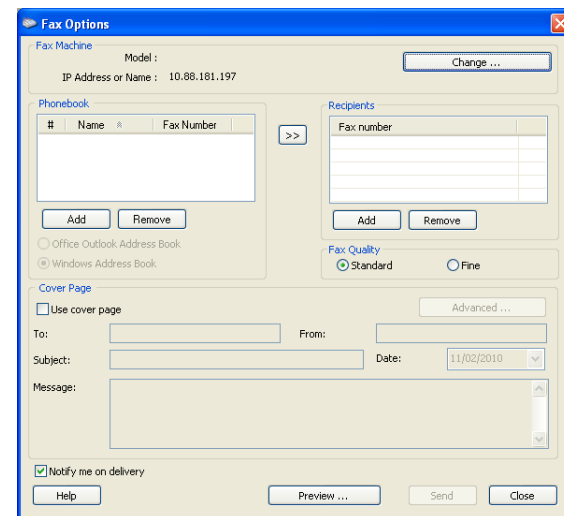 Fax Options
Fax Machine
Model :
Change ...
IP Address or Name : 10.88.181.197
Phonebook
Recipients
# Name Fax Number
Fax number
>>
Add Remove
Add Remove
Office Outlook Address Book
Windows Address Book
Fax Quality
Standard Fine
Cover Page
Use cover page
Advanced ...
To: From:
Subject: Date: 11/02/2010
Message:
Notify me on delivery
Help Preview ... Send Close